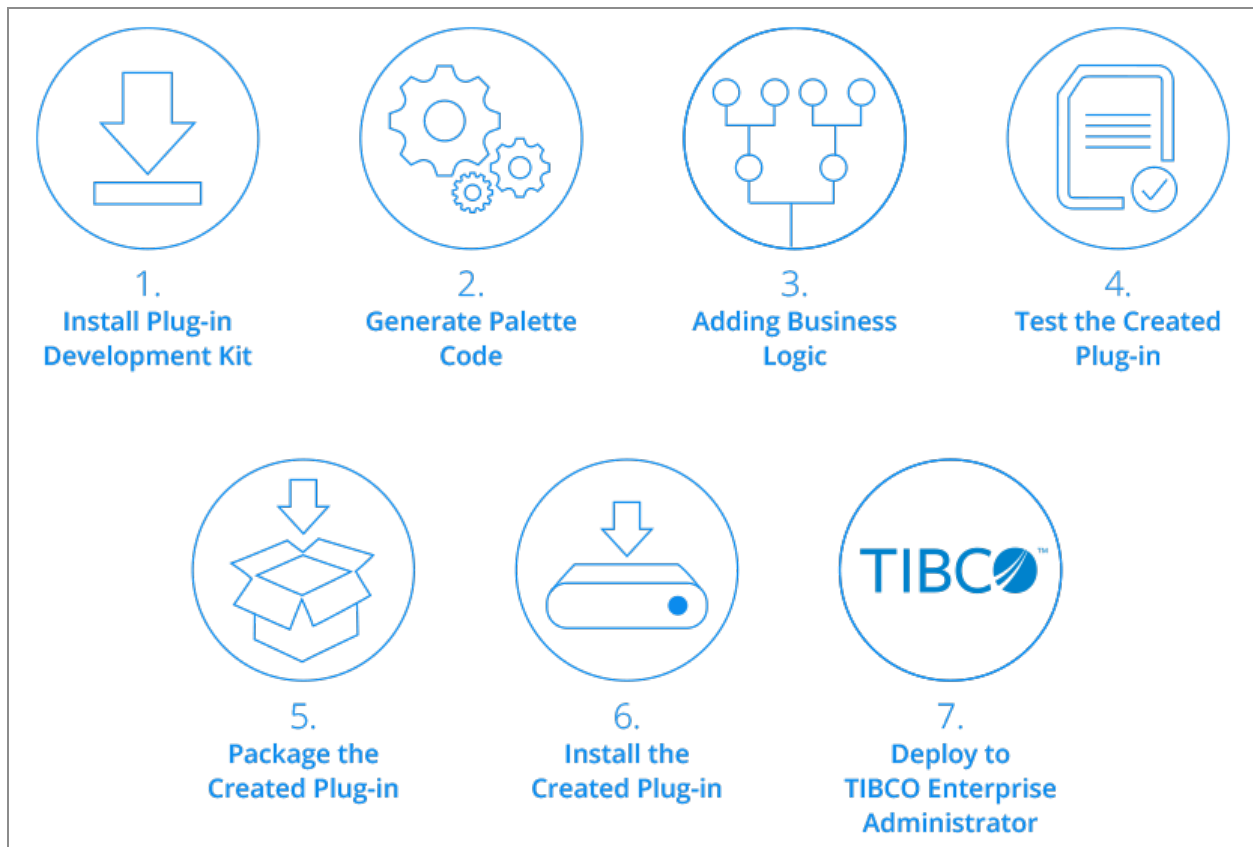 1.
Install Plug-in
Development Kit
2.
Generate Palette
Code
3.
Adding Business
Logic
4.
Test the Created
Plug-in
5.
Package the
Created Plug-in
6.
Install the
Created Plug-in
TIBCO™
7.
Deploy to
TIBCO Enterprise
Administrator